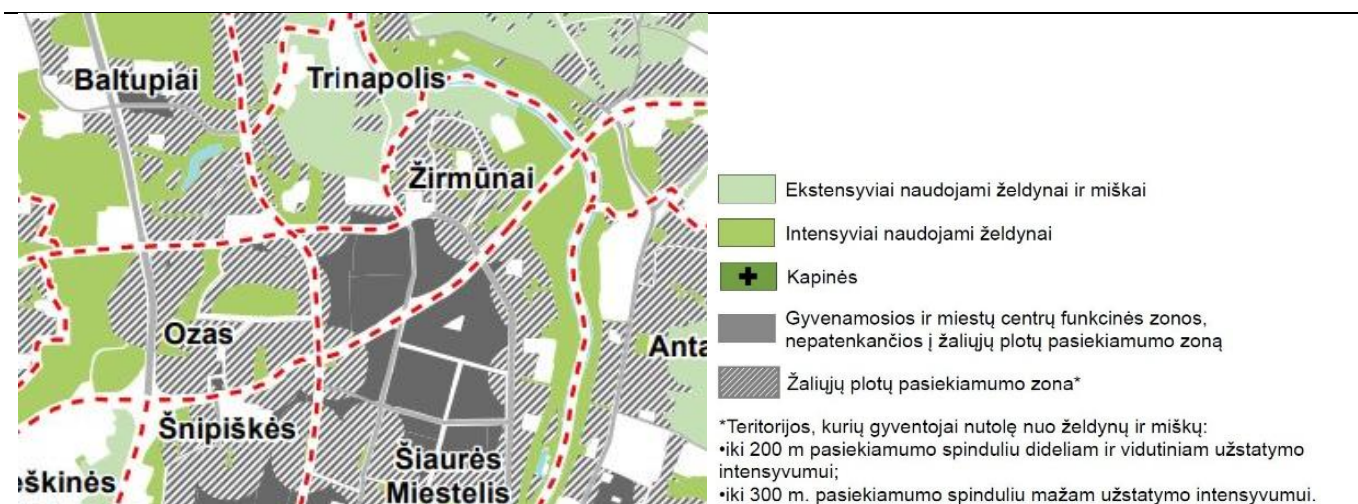 Baltupiai
Trinapolis
Žirmūnai
Ozas
Anta
Šnipiškės
eškinės
Šiaurės
Miestelis
Ekstensyviai naudojami želdynai ir miškai
Intensyviai naudojami želdynai
Kapinės
Gyvenamosios ir miestų centrų funkcinės zonos,
nepatenkančios į žaliųjų plotų pasiekiamumo zoną
Žaliųjų plotų pasiekiamumo zona*
*Teritorijos, kurių gyventojai nutolę nuo želdynų ir miškų:
•iki 200 m pasiekiamumo spinduliu dideliam ir vidutiniam užstatymo
intensyvumui;
•iki 300 m. pasiekiamumo spinduliu mažam užstatymo intensyvumui.